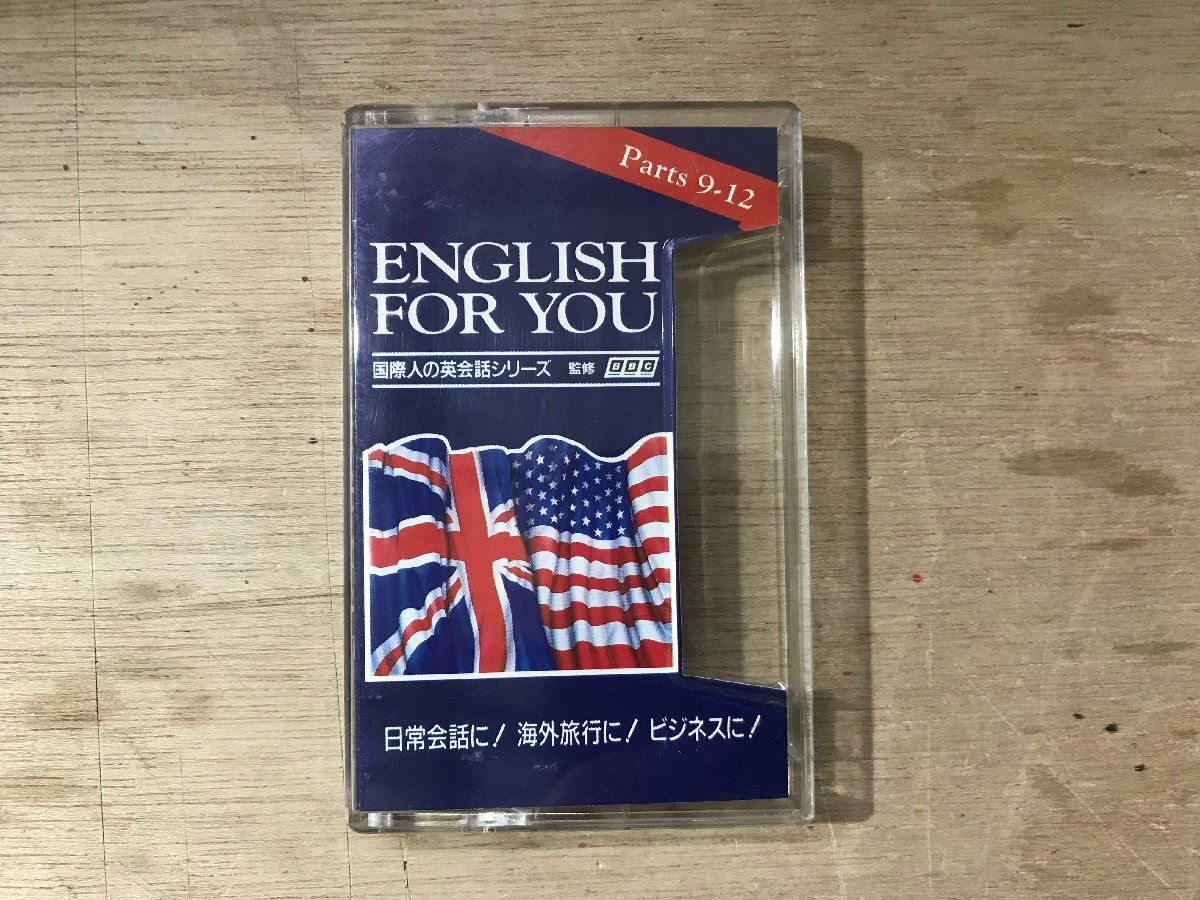 Parts 9-12
ENGLISH
FOR YOU
国際人の英会話シリーズ 監修 BBC
日常会話に! 海外旅行に! ビジネスに!